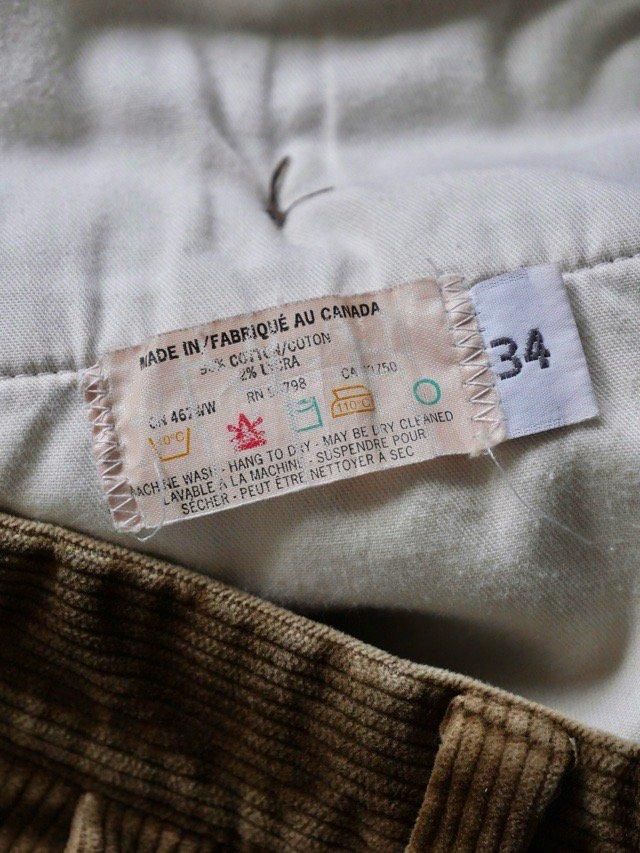 MADE IN/FABRIQUÉ AU CANADA
COTTON/COTON
2% LYCRA
RN CA
110°C
MACHINE WASH - HANG TO DRY - MAY BE DRY CLEANED
LAVABLE À LA MACHINE - SUSPENDRE POUR
SÉCHER - PEUT ÊTRE NETTOYER À SEC
34